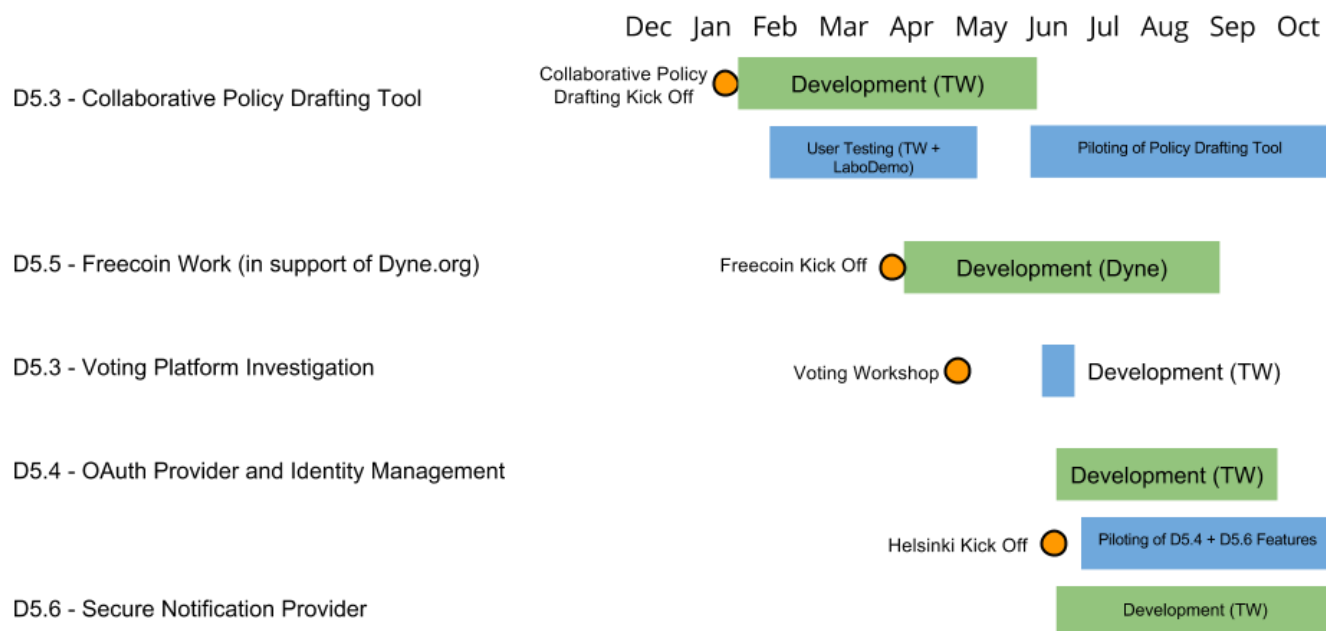 Dec Jan Feb Mar Apr May Jun Jul Aug Sep Oct
D5.3 - Collaborative Policy Drafting Tool
Collaborative Policy
Drafting Kick Off
Development (TW)
User Testing (TW +
LaboDemo)
Piloting of Policy Drafting Tool
D5.5 - Freecoin Work (in support of Dyne.org)
Freecoin Kick Off
Development (Dyne)
D5.3 - Voting Platform Investigation
Voting Workshop
Development (TW)
D5.4 - OAuth Provider and Identity Management
Development (TW)
Helsinki Kick Off
Piloting of D5.4 + D5.6 Features
D5.6 - Secure Notification Provider
Development (TW)